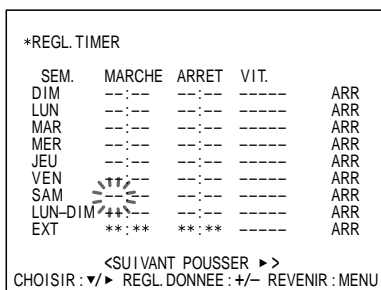 *REGL. TIMER
SEM. MARCHE ARRET VIT.
DIM --:-- --:-- ----- ARR
LUN --:-- --:-- ----- ARR
MAR --:-- --:-- ----- ARR
MER --:-- --:-- ----- ARR
JEU --:-- --:-- ----- ARR
VEN --:-- --:-- ----- ARR
SAM --:-- --:-- ----- ARR
LUN–DIM --:-- --:-- ----- ARR
EXT **:** **:** ----- ARR
<SUIVANT POUSSER ►>
CHOISIR : ▼/► REGL. DONNEE : +/– REVENIR : MENU